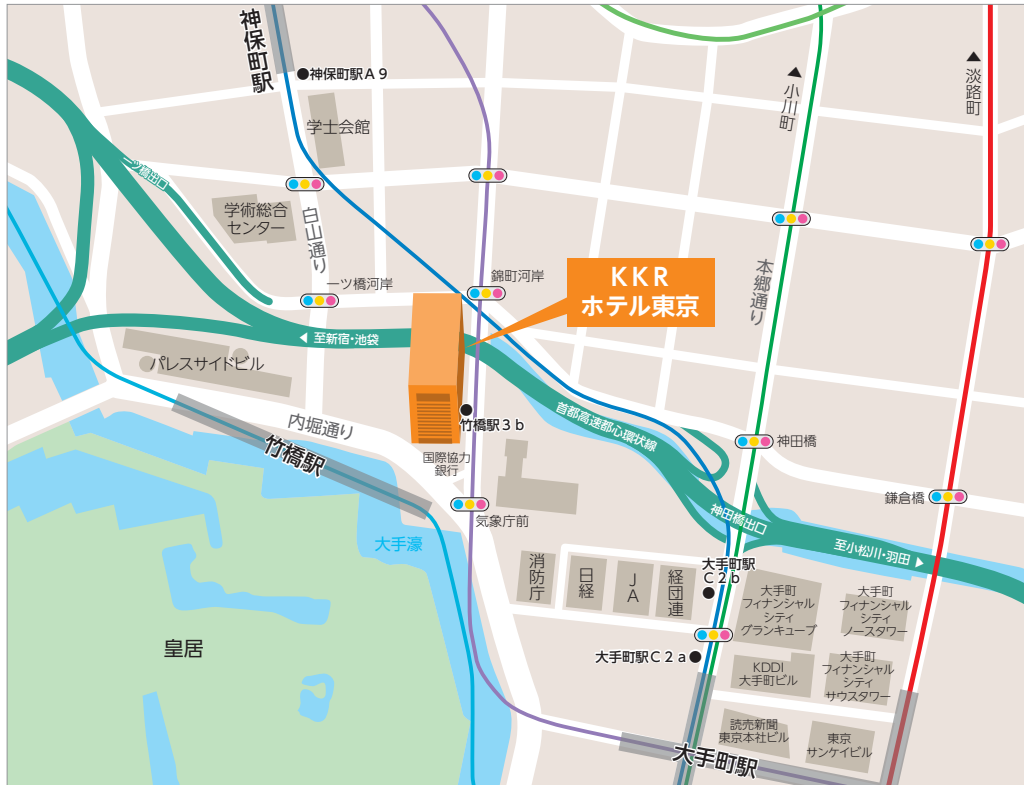 神保町駅
神保町駅A9
学士会館
小川町
淡路町
一ツ橋出口
学術総合
センター
白山通り
一ツ橋河岸
錦町河岸
KKR
ホテル東京
本郷通り
至新宿・池袋
パレスサイドビル
内堀通り
竹橋駅3b
竹橋駅
首都高速都心環状線
神田橋
国際協力
銀行
鎌倉橋
気象庁前
神田橋出口
大手濠
至小松川・羽田
消防庁
日経
JA
経団連
大手町駅
C2b
大手町
フィナンシャル
シティ
グランキューブ
大手町
フィナンシャル
シティ
ノースタワー
皇居
大手町駅C2a
KDDI
大手町ビル
大手町
フィナンシャル
シティ
サウスタワー
読売新聞
東京本社ビル
東京
サンケイビル
大手町駅